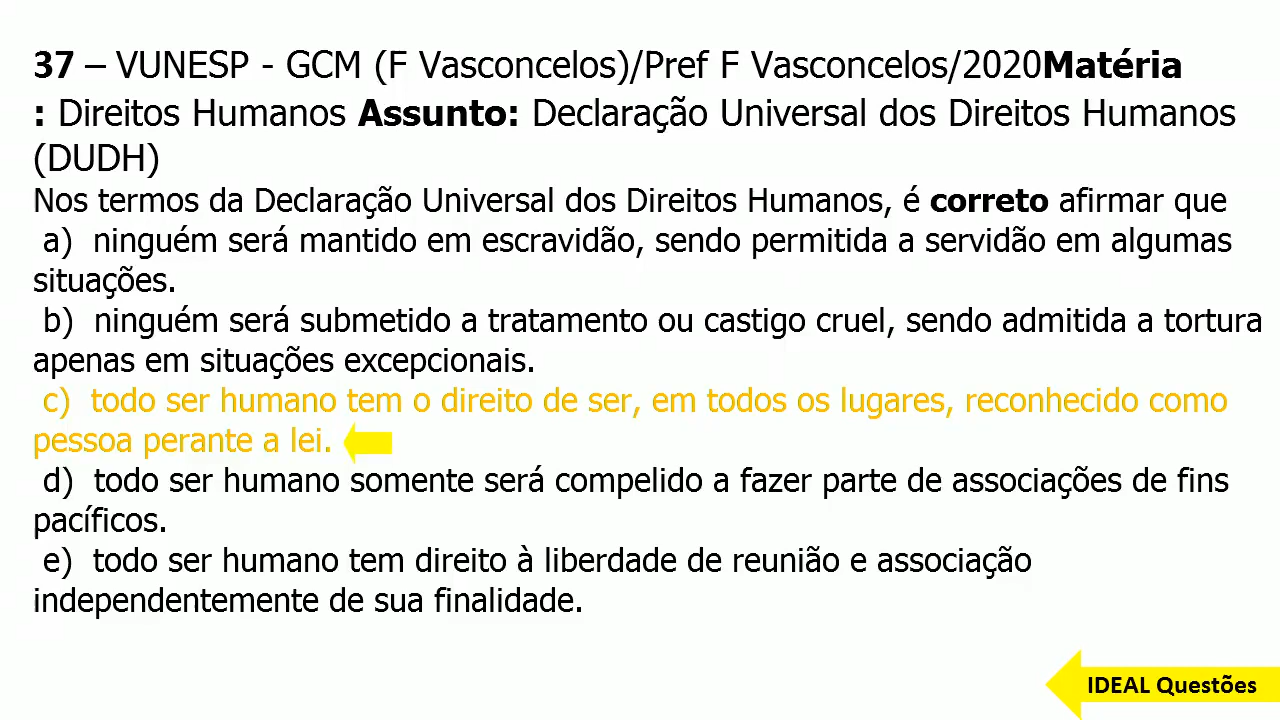 37 – VUNESP - GCM (F Vasconcelos)/Pref F Vasconcelos/2020Matéria
: Direitos Humanos Assunto: Declaração Universal dos Direitos Humanos
(DUDH)
Nos termos da Declaração Universal dos Direitos Humanos, é correto afirmar que
a) ninguém será mantido em escravidão, sendo permitida a servidão em algumas
situações.
b) ninguém será submetido a tratamento ou castigo cruel, sendo admitida a tortura
apenas em situações excepcionais.
c) todo ser humano tem o direito de ser, em todos os lugares, reconhecido como
pessoa perante a lei.
d) todo ser humano somente será compelido a fazer parte de associações de fins
pacíficos.
e) todo ser humano tem direito à liberdade de reunião e associação
independentemente de sua finalidade.
IDEAL Questões